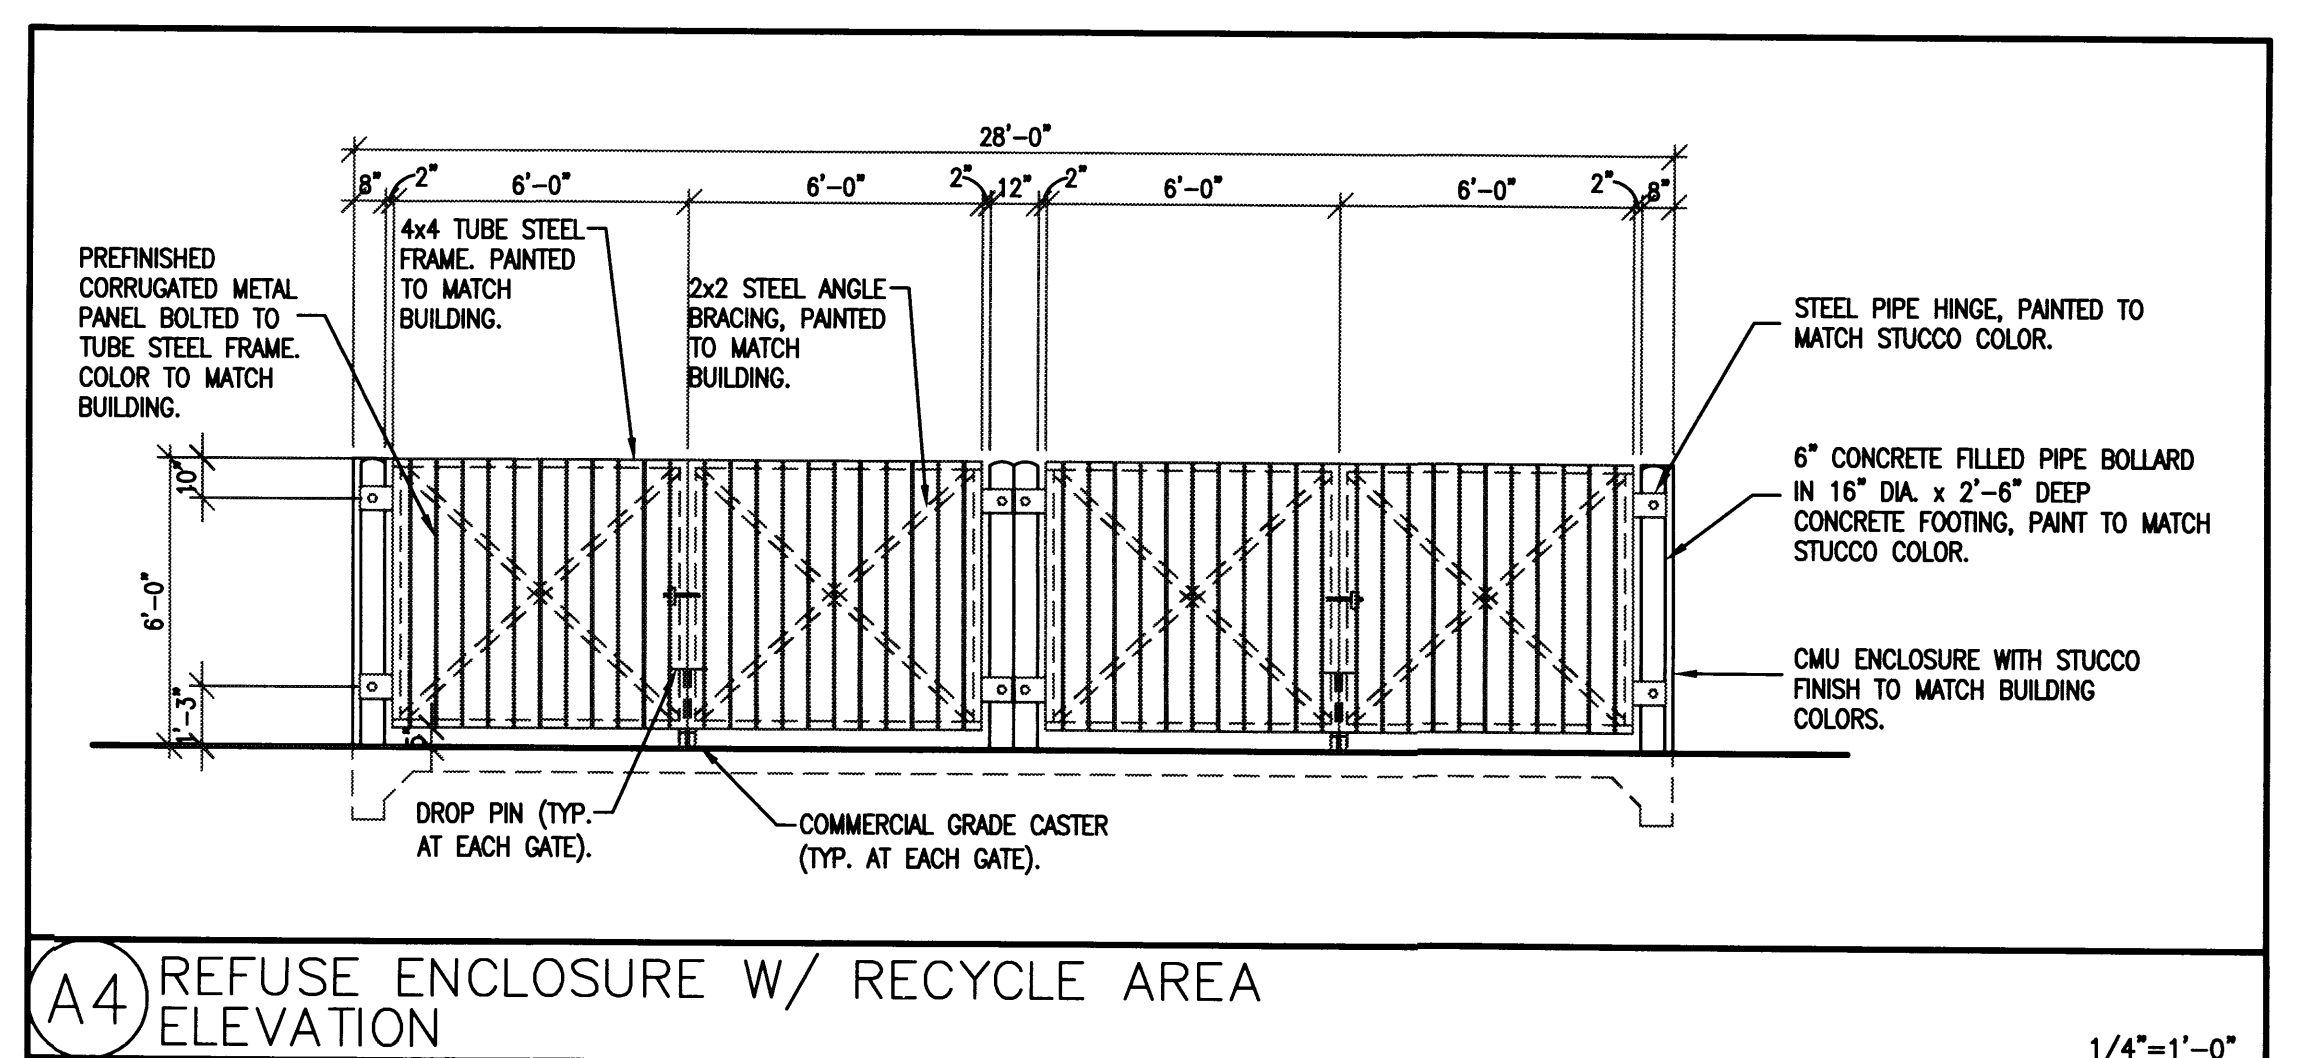 28'-0"
8" 2" 6'-0" 6'-0" 2" 12" 2" 6'-0" 6'-0" 2" 8"
PREFINISHED
CORRUGATED METAL
PANEL BOLTED TO
TUBE STEEL FRAME.
COLOR TO MATCH
BUILDING.
4x4 TUBE STEEL
FRAME. PAINTED
TO MATCH
BUILDING.
2x2 STEEL ANGLE
BRACING, PAINTED
TO MATCH
BUILDING.
STEEL PIPE HINGE, PAINTED TO
MATCH STUCCO COLOR.
6" CONCRETE FILLED PIPE BOLLARD
IN 16" DIA. x 2'-6" DEEP
CONCRETE FOOTING, PAINT TO MATCH
STUCCO COLOR.
CMU ENCLOSURE WITH STUCCO
FINISH TO MATCH BUILDING
COLORS.
10"
6'-0"
1'-3"
DROP PIN (TYP.
AT EACH GATE).
COMMERCIAL GRADE CASTER
(TYP. AT EACH GATE).
A4
REFUSE ENCLOSURE W/ RECYCLE AREA
ELEVATION
1/4"=1'-0"